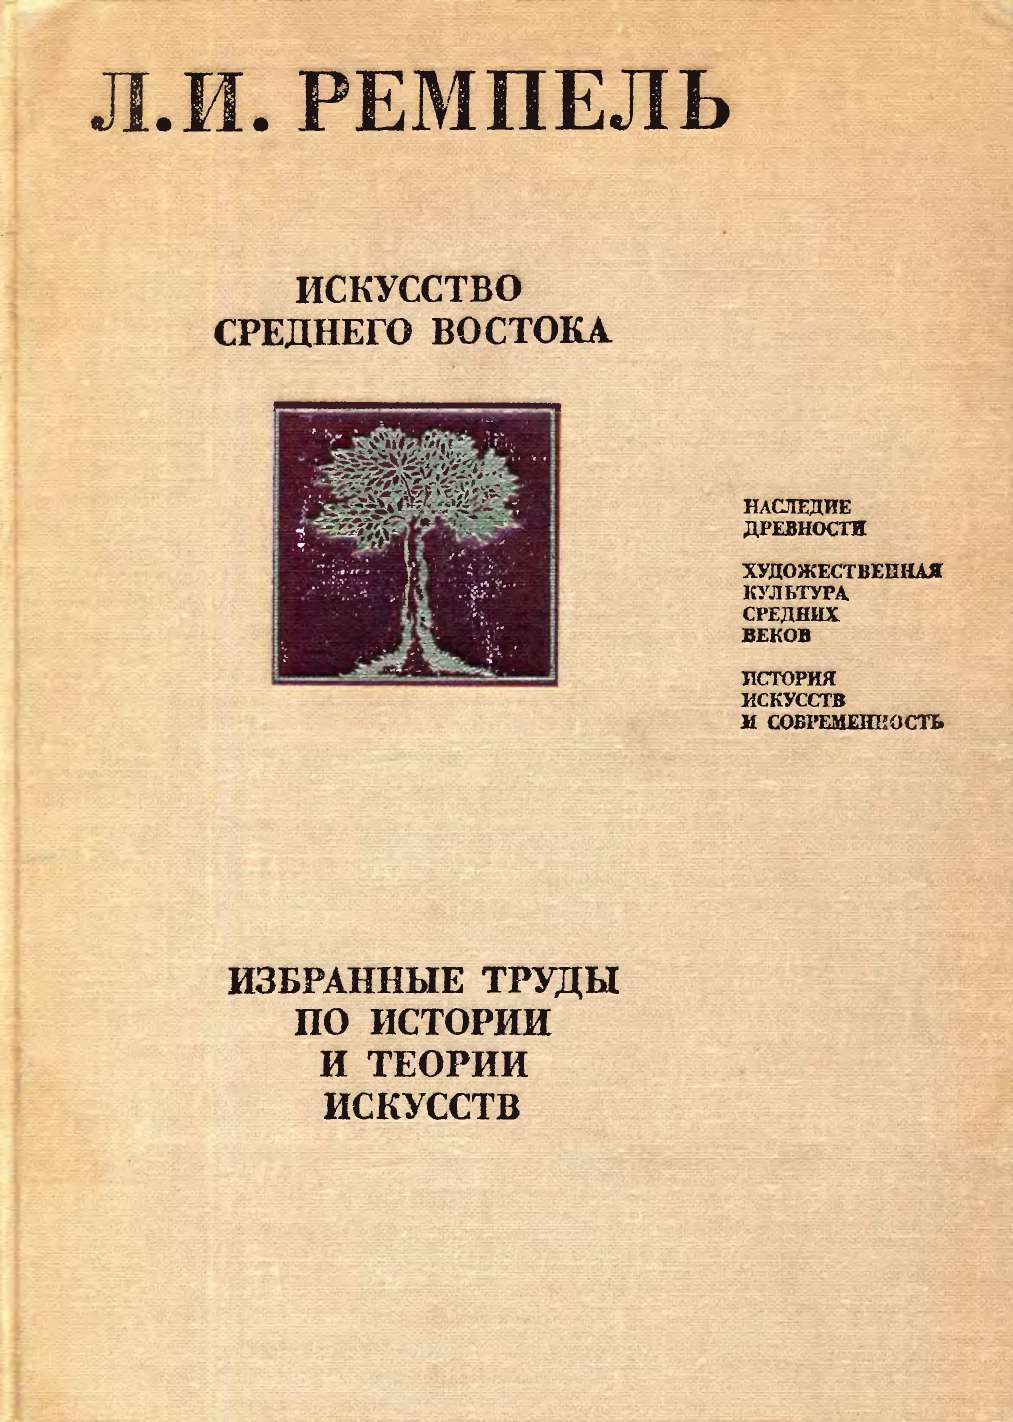 Л.И. РЕМПЕЛЬ
ИСКУССТВО
СРЕДНЕГО ВОСТОКА
НАСЛЕДИЕ
ДРЕВНОСТИ
ХУДОЖЕСТВЕННАЯ
КУЛЬТУРА
СРЕДНИХ
ВЕКОВ
ИСТОРИЯ
ИСКУССТВ
И СОВРЕМЕННОСТЬ
ИЗБРАННЫЕ ТРУДЫ
ПО ИСТОРИИ
И ТЕОРИИ
ИСКУССТВ